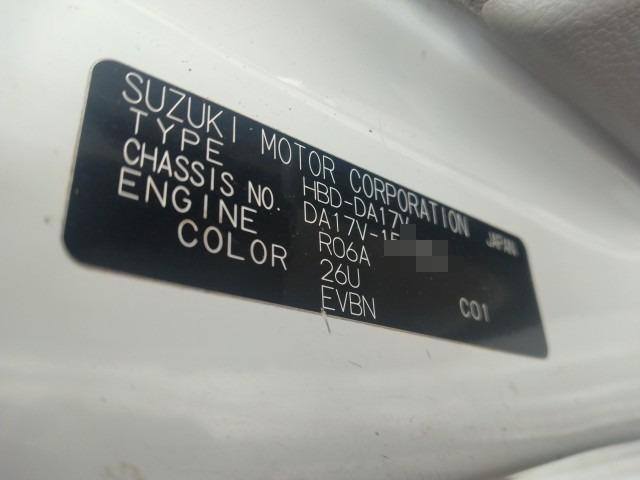 SUZUKI MOTOR CORPORATION JAPAN
TYPE HBD-DA17V
CHASSIS NO. DA17V-15
ENGINE R06A
COLOR 26U
EVBN C01